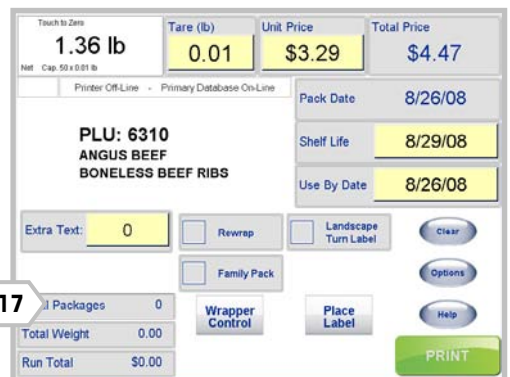 Touch to Zero
1.36 lb
Net Cap. 50 x 0.01 lb
Tare (lb)
0.01
Unit Price
$3.29
Total Price
$4.47
Printer Off-Line - Primary Database On-Line
PLU: 6310
ANGUS BEEF
BONELESS BEEF RIBS
Pack Date 8/26/08
Shelf Life 8/29/08
Use By Date 8/26/08
Extra Text: 0
Rewrap
Landscape
Turn Label
Clear
Family Pack
Options
17
Packages 0
Total Weight 0.00
Run Total $0.00
Wrapper
Control
Place
Label
Help
PRINT